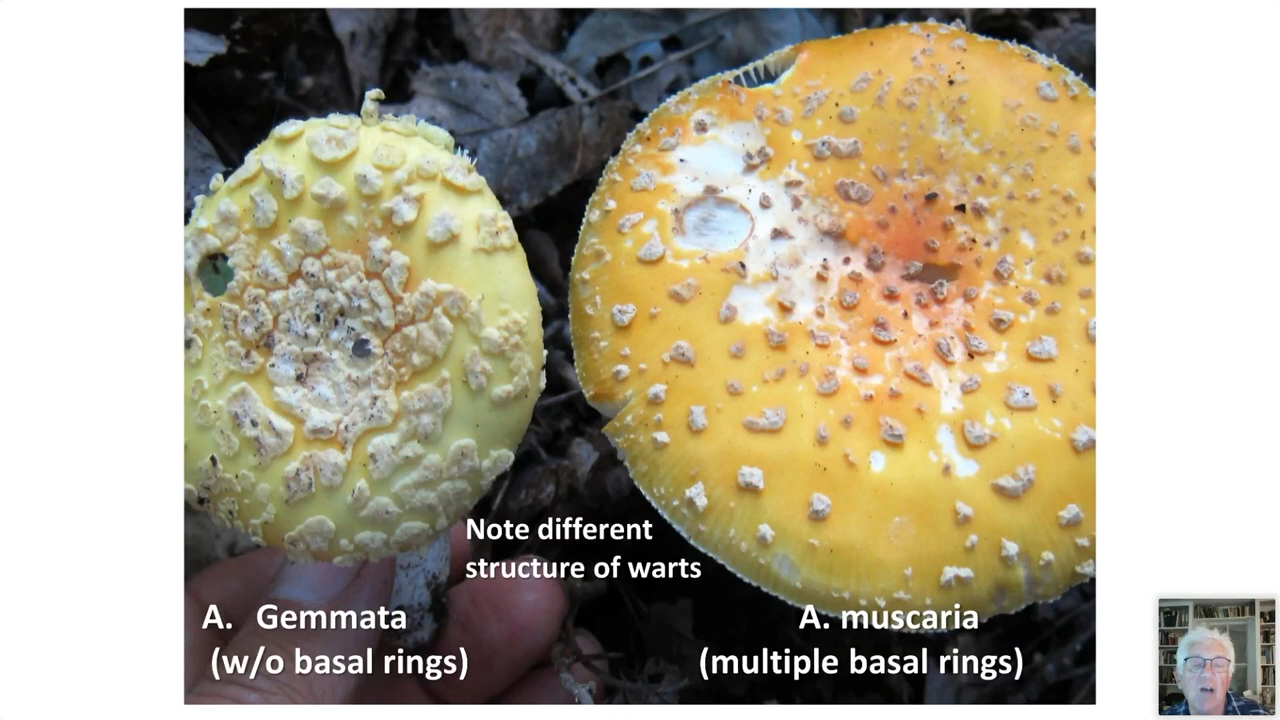 Note different
structure of warts
A. Gemmata
(w/o basal rings)
A. muscaria
(multiple basal rings)